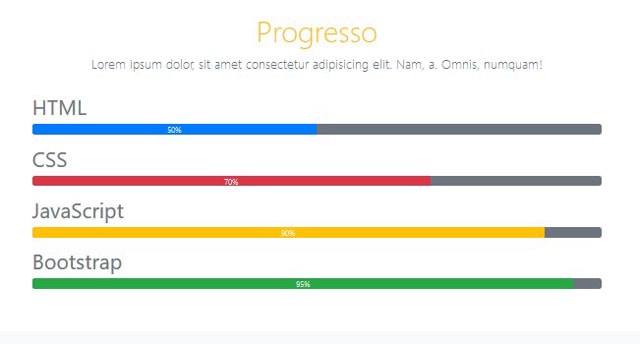 Progresso
Lorem ipsum dolor, sit amet consectetur adipisicing elit. Nam, a. Omnis, numquam!
HTML
50%
CSS
70%
JavaScript
90%
Bootstrap
95%